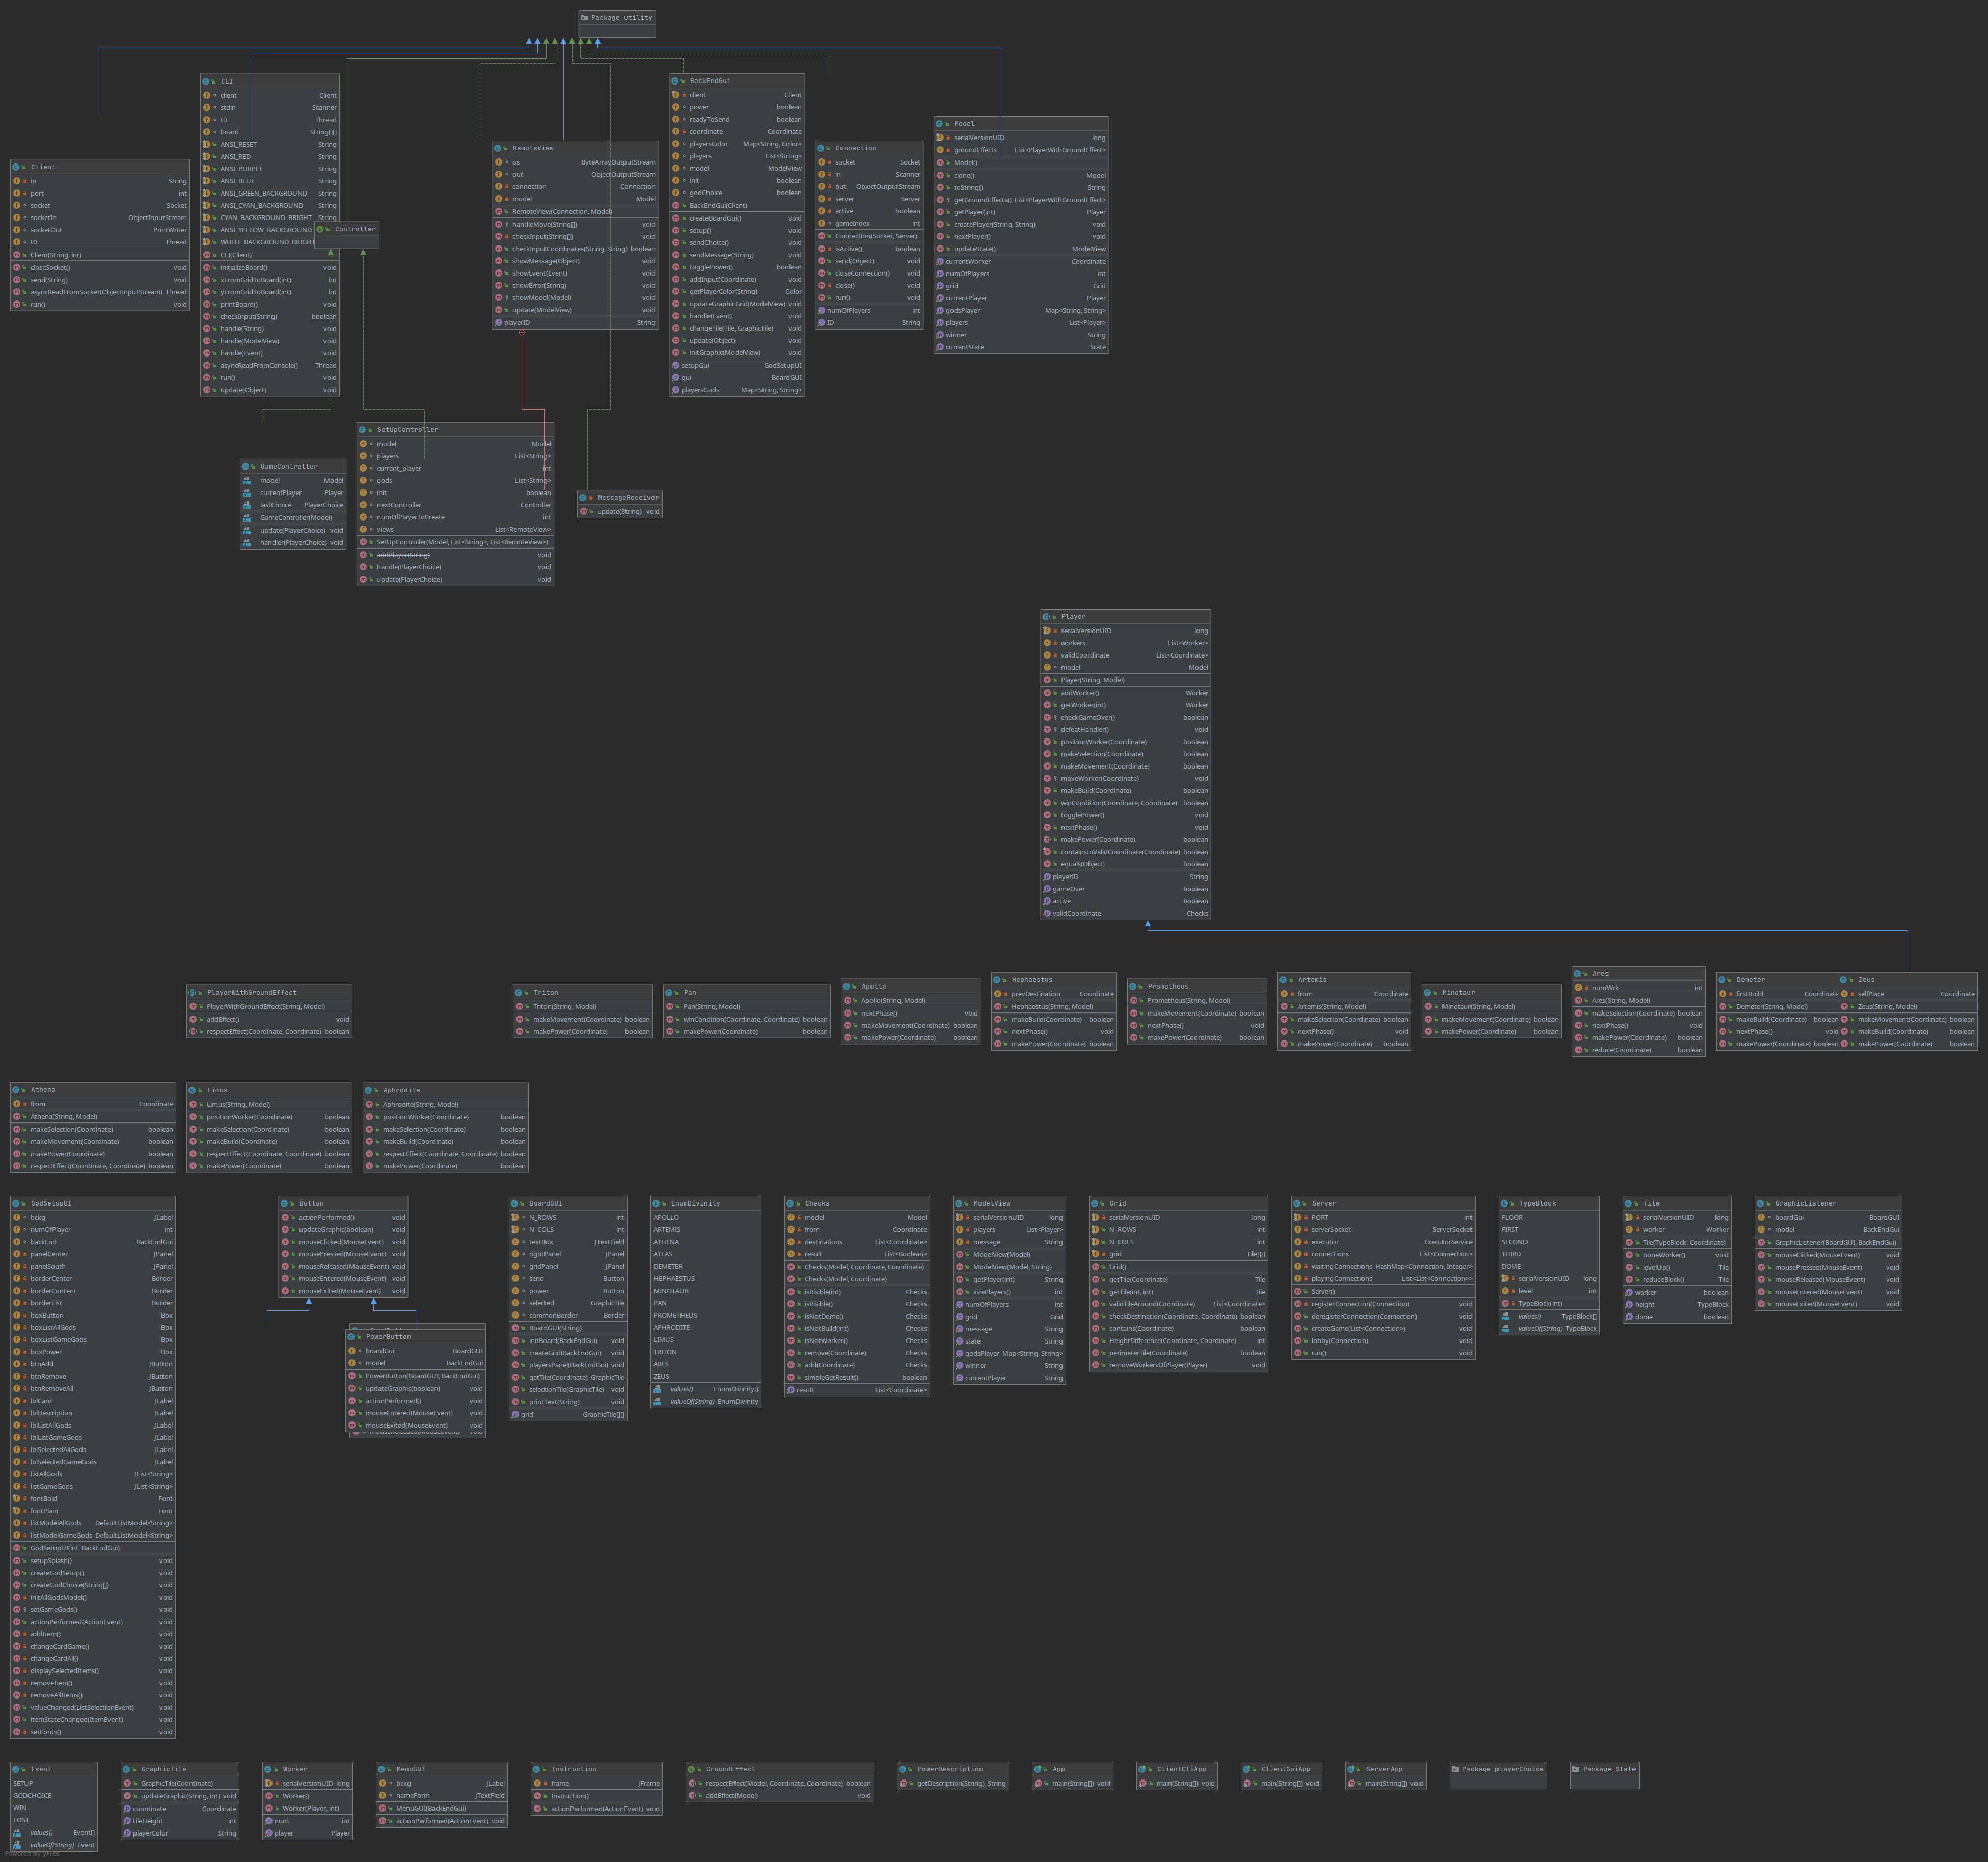 Package utility
CLI
client Client
stdin Scanner
t0 Thread
board String[][]
ANSI_RESET String
ANSI_RED String
ANSI_PURPLE String
ANSI_BLUE String
ANSI_GREEN_BACKGROUND String
ANSI_CYAN_BACKGROUND String
CYAN_BACKGROUND_BRIGHT String
ANSI_YELLOW_BACKGROUND
WHITE_BACKGROUND_BRIGHT
CLI(Client)
initializeBoard() void
xFromGridToBoard(int) int
yFromGridToBoard(int) int
printBoard() void
checkInput(String) boolean
handle(String) void
handle(ModelView) void
handle(Event) void
asyncReadFromConsole() Thread
run() void
update(Object) void
Controller
Client
ip String
port int
socket Socket
socketIn ObjectInputStream
socketOut PrintWriter
t0 Thread
Client(String, int)
closeSocket() void
send(String) void
asyncReadFromSocket(ObjectInputStream) Thread
run() void
RemoteView
os ByteArrayOutputStream
out ObjectOutputStream
connection Connection
model Model
RemoteView(Connection, Model)
handleMove(String[]) void
checkInput(String[]) void
checkInputCoordinates(String, String) boolean
showMessage(Object) void
showEvent(Event) void
showError(String) void
showModel(Model) void
update(ModelView) void
playerID String
BackEndGui
client Client
power boolean
readyToSend boolean
coordinate Coordinate
playersColor Map<String, Color>
players List<String>
model ModelView
init boolean
godChoice boolean
BackEndGui(Client)
createBoardGui() void
setup() void
sendChoice() void
sendMessage(String) void
togglePower() boolean
addInput(Coordinate) void
getPlayerColor(String) Color
updateGraphicGrid(ModelView) void
handle(Event) void
changeTile(Tile, GraphicTile) void
update(Object) void
initGraphic(ModelView) void
setupGui GodSetupUI
gui BoardGUI
playersGods Map<String, String>
Connection
socket Socket
in Scanner
out ObjectOutputStream
server Server
active boolean
gameIndex int
Connection(Socket, Server)
isActive() boolean
send(Object) void
closeConnection() void
close() void
run() void
numOfPlayers int
ID String
Model
serialVersionUID long
groundEffects List<PlayerWithGroundEffect>
Model()
clone() Model
toString() String
getGroundEffects() List<PlayerWithGroundEffect>
getPlayer(int) Player
createPlayer(String, String) void
nextPlayer() void
updateState() ModelView
currentWorker Coordinate
numOfPlayers int
grid Grid
currentPlayer Player
godsPlayer Map<String, String>
players List<Player>
winner String
currentState State
GameController
model Model
currentPlayer Player
lastChoice PlayerChoice
GameController(Model)
update(PlayerChoice) void
handler(PlayerChoice) void
SetUpController
model Model
players List<String>
current_player int
gods List<String>
init boolean
nextController Controller
numOfPlayerToCreate int
views List<RemoteView>
SetUpController(Model, List<String>, List<RemoteView>)
addPlayer(String) void
handle(PlayerChoice) void
update(PlayerChoice) void
MessageReceiver
update(String) void
Player
serialVersionUID long
workers List<Worker>
validCoordinate List<Coordinate>
model Model
Player(String, Model)
addWorker() Worker
getWorker(int) Worker
checkGameOver() boolean
defeatHandler() void
positionWorker(Coordinate) boolean
makeSelection(Coordinate) boolean
makeMovement(Coordinate) boolean
moveWorker(Coordinate) void
makeBuild(Coordinate) boolean
winCondition(Coordinate, Coordinate) boolean
togglePower() void
nextPhase() void
makePower(Coordinate) boolean
containsInValidCoordinate(Coordinate) boolean
equals(Object) boolean
playerID String
gameOver boolean
active boolean
validCoordinate Checks
PlayerWithGroundEffect
PlayerWithGroundEffect(String, Model)
addEffect() void
respectEffect(Coordinate, Coordinate) boolean
Triton
Triton(String, Model)
makeMovement(Coordinate) boolean
makePower(Coordinate) boolean
Pan
Pan(String, Model)
winCondition(Coordinate, Coordinate) boolean
makePower(Coordinate) boolean
Apollo
Apollo(String, Model)
nextPhase() void
makeMovement(Coordinate) boolean
makePower(Coordinate) boolean
Hephaestus
prevDestination Coordinate
Hephaestus(String, Model)
makeBuild(Coordinate) boolean
nextPhase() void
makePower(Coordinate) boolean
Prometheus
Prometheus(String, Model)
makeMovement(Coordinate) boolean
nextPhase() void
makePower(Coordinate) boolean
Artemis
from Coordinate
Artemis(String, Model)
makeSelection(Coordinate) boolean
nextPhase() void
makePower(Coordinate) boolean
Minotaur
Minotaur(String, Model)
makeMovement(Coordinate) boolean
makePower(Coordinate) boolean
Ares
numWrk int
Ares(String, Model)
makeSelection(Coordinate) boolean
nextPhase() void
makePower(Coordinate) boolean
reduce(Coordinate) boolean
Demeter
firstBuild Coordinate
Demeter(String, Model)
makeBuild(Coordinate) boolean
nextPhase() void
makePower(Coordinate) boolean
Zeus
selfPlace Coordinate
Zeus(String, Model)
makeMovement(Coordinate) boolean
makeBuild(Coordinate) boolean
makePower(Coordinate) boolean
Athena
from Coordinate
Athena(String, Model)
makeSelection(Coordinate) boolean
makeMovement(Coordinate) boolean
makePower(Coordinate) boolean
respectEffect(Coordinate, Coordinate) boolean
Limus
Limus(String, Model)
positionWorker(Coordinate) boolean
makeSelection(Coordinate) boolean
makeBuild(Coordinate) boolean
respectEffect(Coordinate, Coordinate) boolean
makePower(Coordinate) boolean
Aphrodite
Aphrodite(String, Model)
positionWorker(Coordinate) boolean
makeSelection(Coordinate) boolean
makeBuild(Coordinate) boolean
respectEffect(Coordinate, Coordinate) boolean
makePower(Coordinate) boolean
GodSetupUI
bckg JLabel
numOfPlayer int
backEnd BackEndGui
panelCenter JPanel
panelSouth JPanel
borderCenter Border
borderContent Border
borderList Border
boxButton Box
boxListAllGods Box
boxListGameGods Box
boxPower Box
btnAdd JButton
btnRemove JButton
btnRemoveAll JButton
lblCard JLabel
lblDescription JLabel
lblListAllGods JLabel
lblListGameGods JLabel
lblSelectedAllGods JLabel
lblSelectedGameGods JLabel
listAllGods JList<String>
listGameGods JList<String>
fontBold Font
fontPlain Font
listModelAllGods DefaultListModel<String>
listModelGameGods DefaultListModel<String>
GodSetupUI(int, BackEndGui)
setupSplash() void
createGodSetup() void
createGodChoice(String[]) void
initAllGodsModel() void
setGameGods() void
actionPerformed(ActionEvent) void
addItem() void
changeCardGame() void
changeCardAll() void
displaySelectedItems() void
removeItem() void
removeAllItems() void
valueChanged(ListSelectionEvent) void
itemStateChanged(ItemEvent) void
setFonts() void
Button
actionPerformed() void
updateGraphic(boolean) void
mouseClicked(MouseEvent) void
mousePressed(MouseEvent) void
mouseReleased(MouseEvent) void
mouseEntered(MouseEvent) void
mouseExited(MouseEvent) void
PowerButton
boardGui BoardGUI
model BackEndGui
PowerButton(BoardGUI, BackEndGui)
updateGraphic(boolean) void
actionPerformed() void
mouseEntered(MouseEvent) void
mouseExited(MouseEvent) void
BoardGUI
N_ROWS int
N_COLS int
textBox JTextField
rightPanel JPanel
gridPanel JPanel
send Button
power Button
selected GraphicTile
commonBorder Border
BoardGUI(String)
initBoard(BackEndGui) void
createGrid(BackEndGui) void
playersPanel(BackEndGui) void
getTile(Coordinate) GraphicTile
selectionTile(GraphicTile) void
printText(String) void
grid GraphicTile[][]
EnumDivinity
APOLLO
ARTEMIS
ATHENA
ATLAS
DEMETER
HEPHAESTUS
MINOTAUR
PAN
PROMETHEUS
APHRODITE
LIMUS
TRITON
ARES
ZEUS
values() EnumDivinity[]
valueOf(String) EnumDivinity
Checks
model Model
from Coordinate
destinations List<Coordinate>
result List<Boolean>
Checks(Model, Coordinate, Coordinate)
Checks(Model, Coordinate)
isRisible(int) Checks
isRisible() Checks
isNotDome() Checks
isNotBuild(int) Checks
isNotWorker() Checks
remove(Coordinate) Checks
add(Coordinate) Checks
simpleGetResult() boolean
result List<Coordinate>
ModelView
serialVersionUID long
players List<Player>
message String
ModelView(Model)
ModelView(Model, String)
getPlayer(int) String
sizePlayers() int
numOfPlayers int
grid Grid
message String
state String
godsPlayer Map<String, String>
winner String
currentPlayer String
Grid
serialVersionUID long
N_ROWS int
N_COLS int
grid Tile[][]
Grid()
getTile(Coordinate) Tile
getTile(int, int) Tile
validTileAround(Coordinate) List<Coordinate>
checkDestination(Coordinate, Coordinate) boolean
contains(Coordinate) boolean
HeightDifference(Coordinate, Coordinate) int
perimeterTile(Coordinate) boolean
removeWorkersOfPlayer(Player) void
Server
PORT int
serverSocket ServerSocket
executor ExecutorService
connections List<Connection>
waitingConnections HashMap<Connection, Integer>
playingConnections List<List<Connection>>
Server()
registerConnection(Connection) void
deregisterConnection(Connection) void
createGame(List<Connection>) void
lobby(Connection) void
run() void
TypeBlock
FLOOR
FIRST
SECOND
THIRD
DOME
serialVersionUID long
level int
TypeBlock(int)
values() TypeBlock[]
valueOf(String) TypeBlock
Tile
serialVersionUID long
worker Worker
Tile(TypeBlock, Coordinate)
noneWorker() void
levelUp() Tile
reduceBlock() Tile
worker boolean
height TypeBlock
dome boolean
GraphicListener
boardGui BoardGUI
model BackEndGui
GraphicListener(BoardGUI, BackEndGui)
mouseClicked(MouseEvent) void
mousePressed(MouseEvent) void
mouseReleased(MouseEvent) void
mouseEntered(MouseEvent) void
mouseExited(MouseEvent) void
Event
SETUP
GODCHOICE
WIN
LOST
values() Event[]
valueOf(String) Event
GraphicTile
GraphicTile(Coordinate)
updateGraphic(String, int) void
coordinate Coordinate
tileHeight int
playerColor String
Worker
serialVersionUID long
Worker()
Worker(Player, int)
num int
player Player
MenuGUI
bckg JLabel
nameForm JTextField
MenuGUI(BackEndGui)
actionPerformed(ActionEvent) void
Instruction
frame JFrame
Instruction()
actionPerformed(ActionEvent) void
GroundEffect
respectEffect(Model, Coordinate, Coordinate) boolean
addEffect(Model) void
PowerDescription
getDescription(String) String
App
main(String[]) void
ClientCliApp
main(String[]) void
ClientGuiApp
main(String[]) void
ServerApp
main(String[]) void
Package playerChoice
Package State
Powered by yFiles